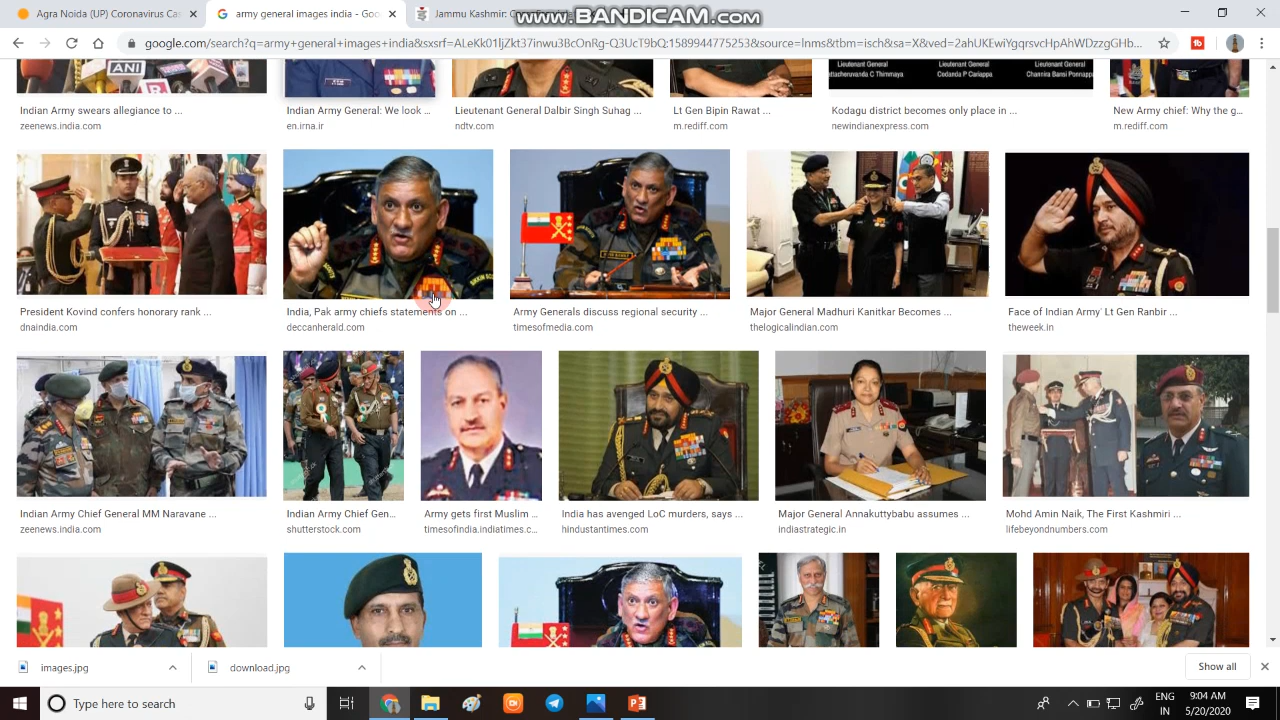 Agra Noida (UP) Coronavirus Ca
army general images india - Goo
Jammu Kashmir:
www.BANDICAM.com
google.com/search?q=army+general+images+india&sxsrf=ALeKk01IjZkt37inwu3BcOnRg-Q3UcT9bQ:1589944775253&source=lnms&tbm=isch&sa=X&ved=2ahUKEwiYgqrsvcHpAhWDzzgGHb...
ANI
Lieutenant General
Lieutenant General
Lieutenant General
attacheruvanda C Thimmaya
Codanda P Cariappa
Channira Bansi Ponnappa
Indian Army swears allegiance to ...
Indian Army General: We look ...
Lieutenant General Dalbir Singh Suhag ...
Lt Gen Bipin Rawat ...
Kodagu district becomes only place in ...
New Army chief: Why the g...
zeenews.india.com
en.irna.ir
ndtv.com
m.rediff.com
newindianexpress.com
m.rediff.com
President Kovind confers honorary rank ...
India, Pak army chiefs statements on ...
Army Generals discuss regional security ...
Major General Madhuri Kanitkar Becomes ...
Face of Indian Army' Lt Gen Ranbir ...
dnaindia.com
deccanherald.com
timesofmedia.com
thelogicalindian.com
theweek.in
Indian Army Chief General MM Naravane ...
Indian Army Chief Gen...
Army gets first Muslim ...
India has avenged LoC murders, says ...
Major General Annakuttybabu assumes ...
Mohd Amin Naik, The First Kashmiri ...
zeenews.india.com
shutterstock.com
timesofindia.indiatimes.c...
hindustantimes.com
indiastrategic.in
lifebeyondnumbers.com
images.jpg
download.jpg
Show all
Type here to search
ENG
IN
9:04 AM
5/20/2020